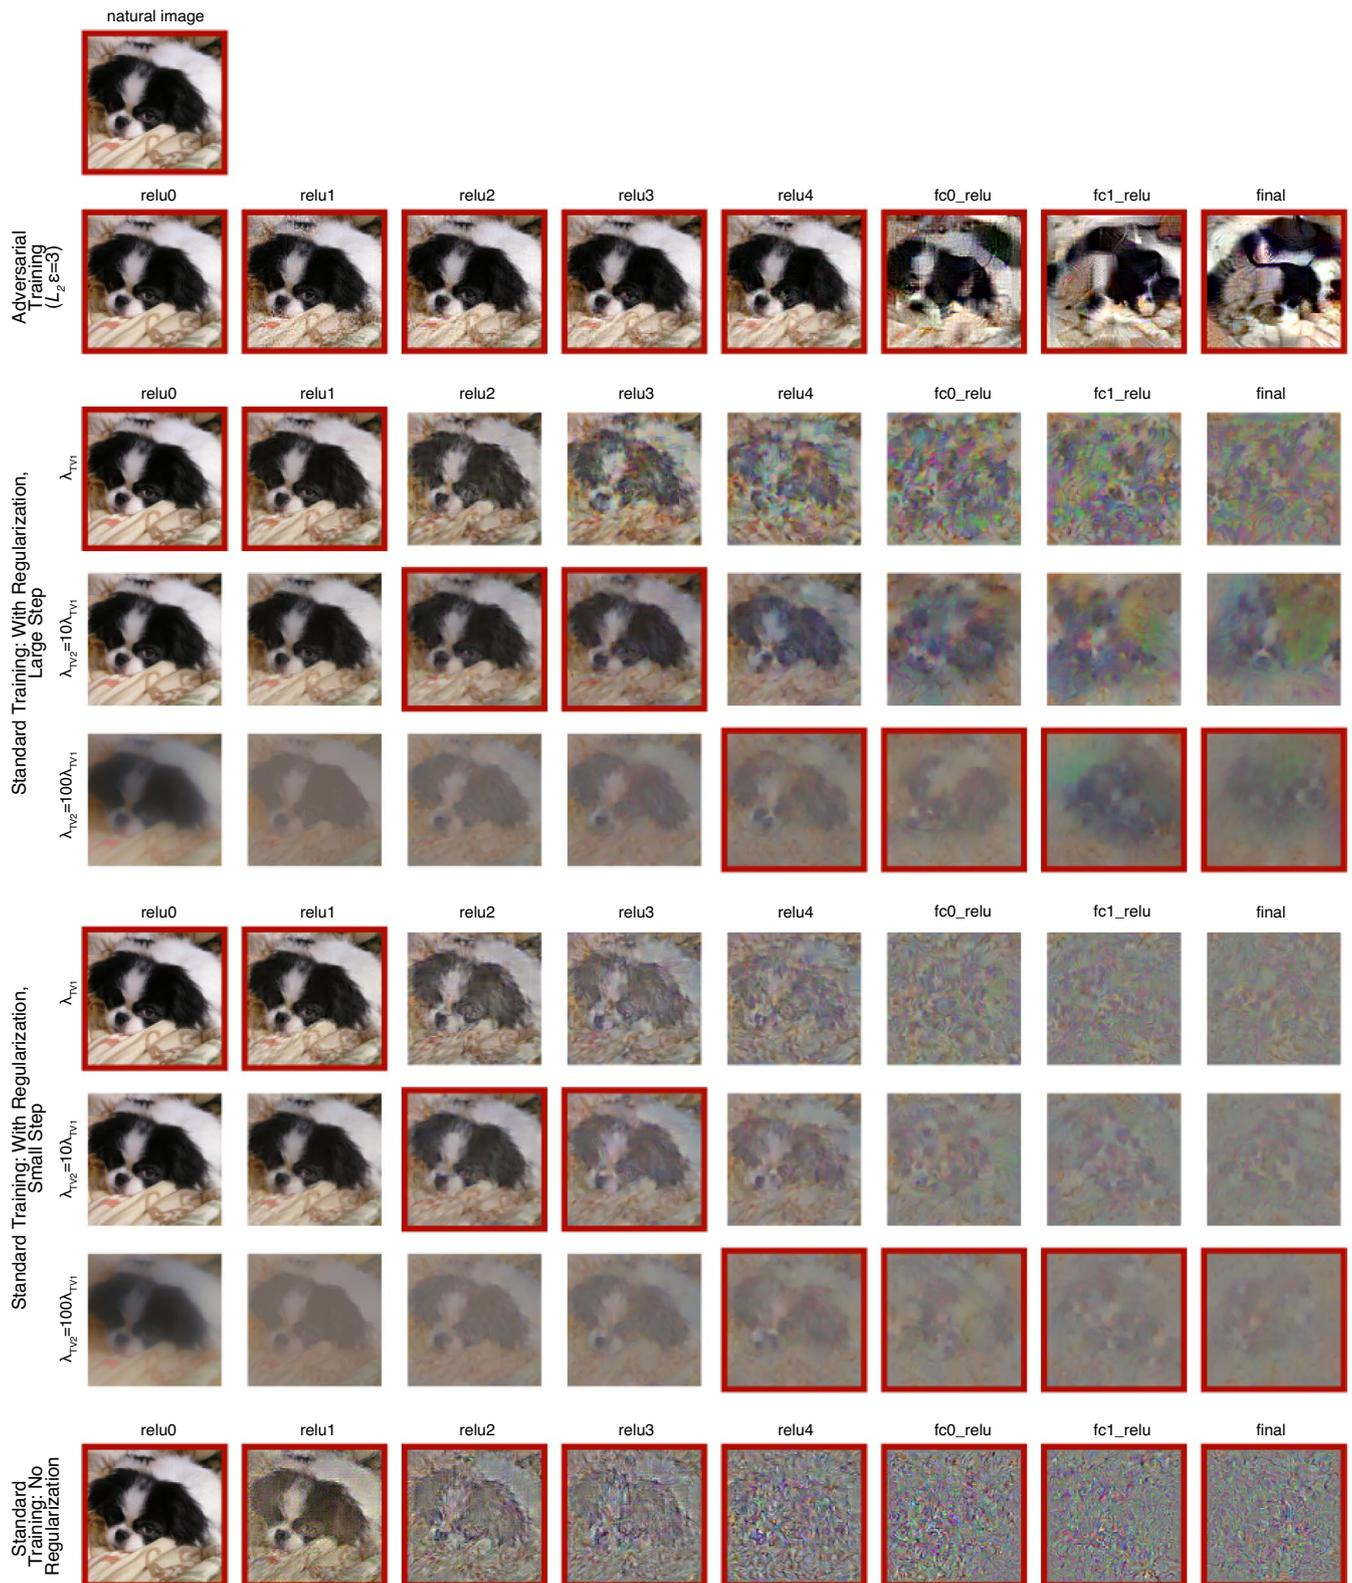 natural image
relu0 relu1 relu2 relu3 relu4 fc0_relu fc1_relu final
Adversarial
Training
(L2 ε=3)
relu0 relu1 relu2 relu3 relu4 fc0_relu fc1_relu final
Standard Training: With Regularization,
Large Step
λTV1
λTV2=10λTV1
λTV2=100λTV1
relu0 relu1 relu2 relu3 relu4 fc0_relu fc1_relu final
Standard Training: With Regularization,
Small Step
λTV1
λTV2=10λTV1
λTV2=100λTV1
relu0 relu1 relu2 relu3 relu4 fc0_relu fc1_relu final
Standard
Training: No
Regularization